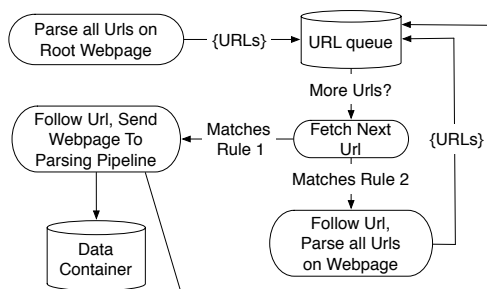 Parse all Urls on
Root Webpage
{URLs}
URL queue
More Urls?
Follow Url, Send
Webpage To
Parsing Pipeline
Matches
Rule 1
Fetch Next
Url
{URLs}
Matches Rule 2
Data
Container
Follow Url,
Parse all Urls
on Webpage